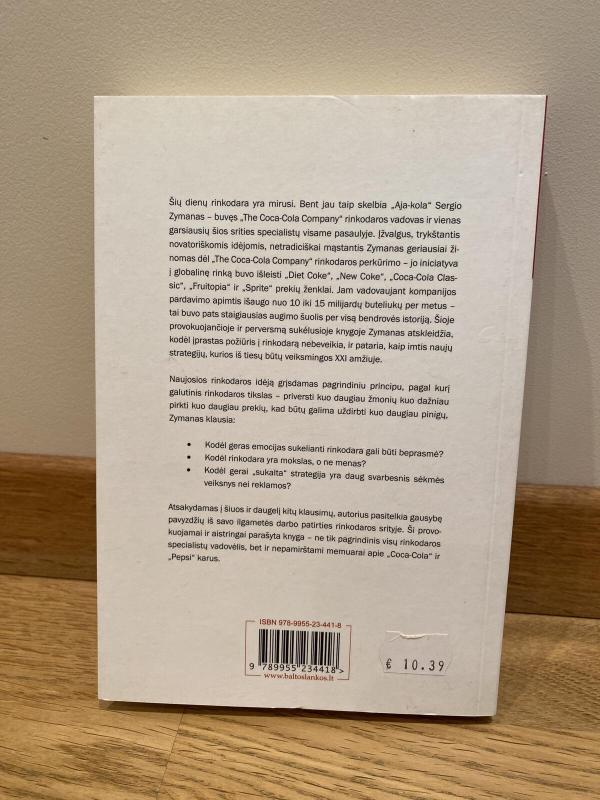 Šių dienų rinkodara yra mirusi. Bent jau taip skelbia „Aja-kola“ Sergio
Zymanas – buvęs „The Coca-Cola Company“ rinkodaros vadovas ir vienas
garsiausių šios srities specialistų visame pasaulyje. Įžvalgus, trykštantis
novatoriškomis idėjomis, netradiciškai mąstantis Zymanas geriausiai ži-
nomas dėl „The Coca-Cola Company“ rinkodaros perkūrimo – jo iniciatyva
į globalinę rinką buvo išleisti „Diet Coke“, „New Coke“, „Coca-Cola Clas-
sic“, „Fruitopia“ ir „Sprite“ prekių ženklai. Jam vadovaujant kompanijos
pardavimo apimtis išaugo nuo 10 iki 15 milijardų buteliukų per metus –
tai buvo pats staigiausias augimo šuolis per visą bendrovės istoriją. Šioje
provokuojančioje ir perversmą sukėlusioje knygoje Zymanas atskleidžia,
kodėl įprastas požiūris į rinkodarą nebeveikia, ir pataria, kaip imtis naujų
strategijų, kurios iš tiesų būtų veiksmingos XXI amžiuje.
Naujosios rinkodaros idėją grįsdamas pagrindiniu principu, pagal kurį
galutinis rinkodaros tikslas – priversti kuo daugiau žmonių kuo dažniau
pirkti kuo daugiau prekių, kad būtų galima uždirbti kuo daugiau pinigų,
Zymanas klausia:
• Kodėl geras emocijas sukelianti rinkodara gali būti beprasmė?
• Kodėl rinkodara yra mokslas, o ne menas?
• Kodėl gerai „sukalta“ strategija yra daug svarbesnis sėkmės
veiksnys nei reklamos?
Atsakydamas į šiuos ir daugelį kitų klausimų, autorius pasitelkia gausybę
pavyzdžių iš savo ilgametės darbo patirties rinkodaros srityje. Ši provo-
kuojamai ir aistringai parašyta knyga – ne tik pagrindinis visų rinkodaros
specialistų vadovėlis, bet ir nepamirštami memuarai apie „Coca-Cola“ ir
„Pepsi“ karus.
ISBN 978-9955-23-441-8
9 789955 234418 >
www.baltoslankos.lt
€ 10.39